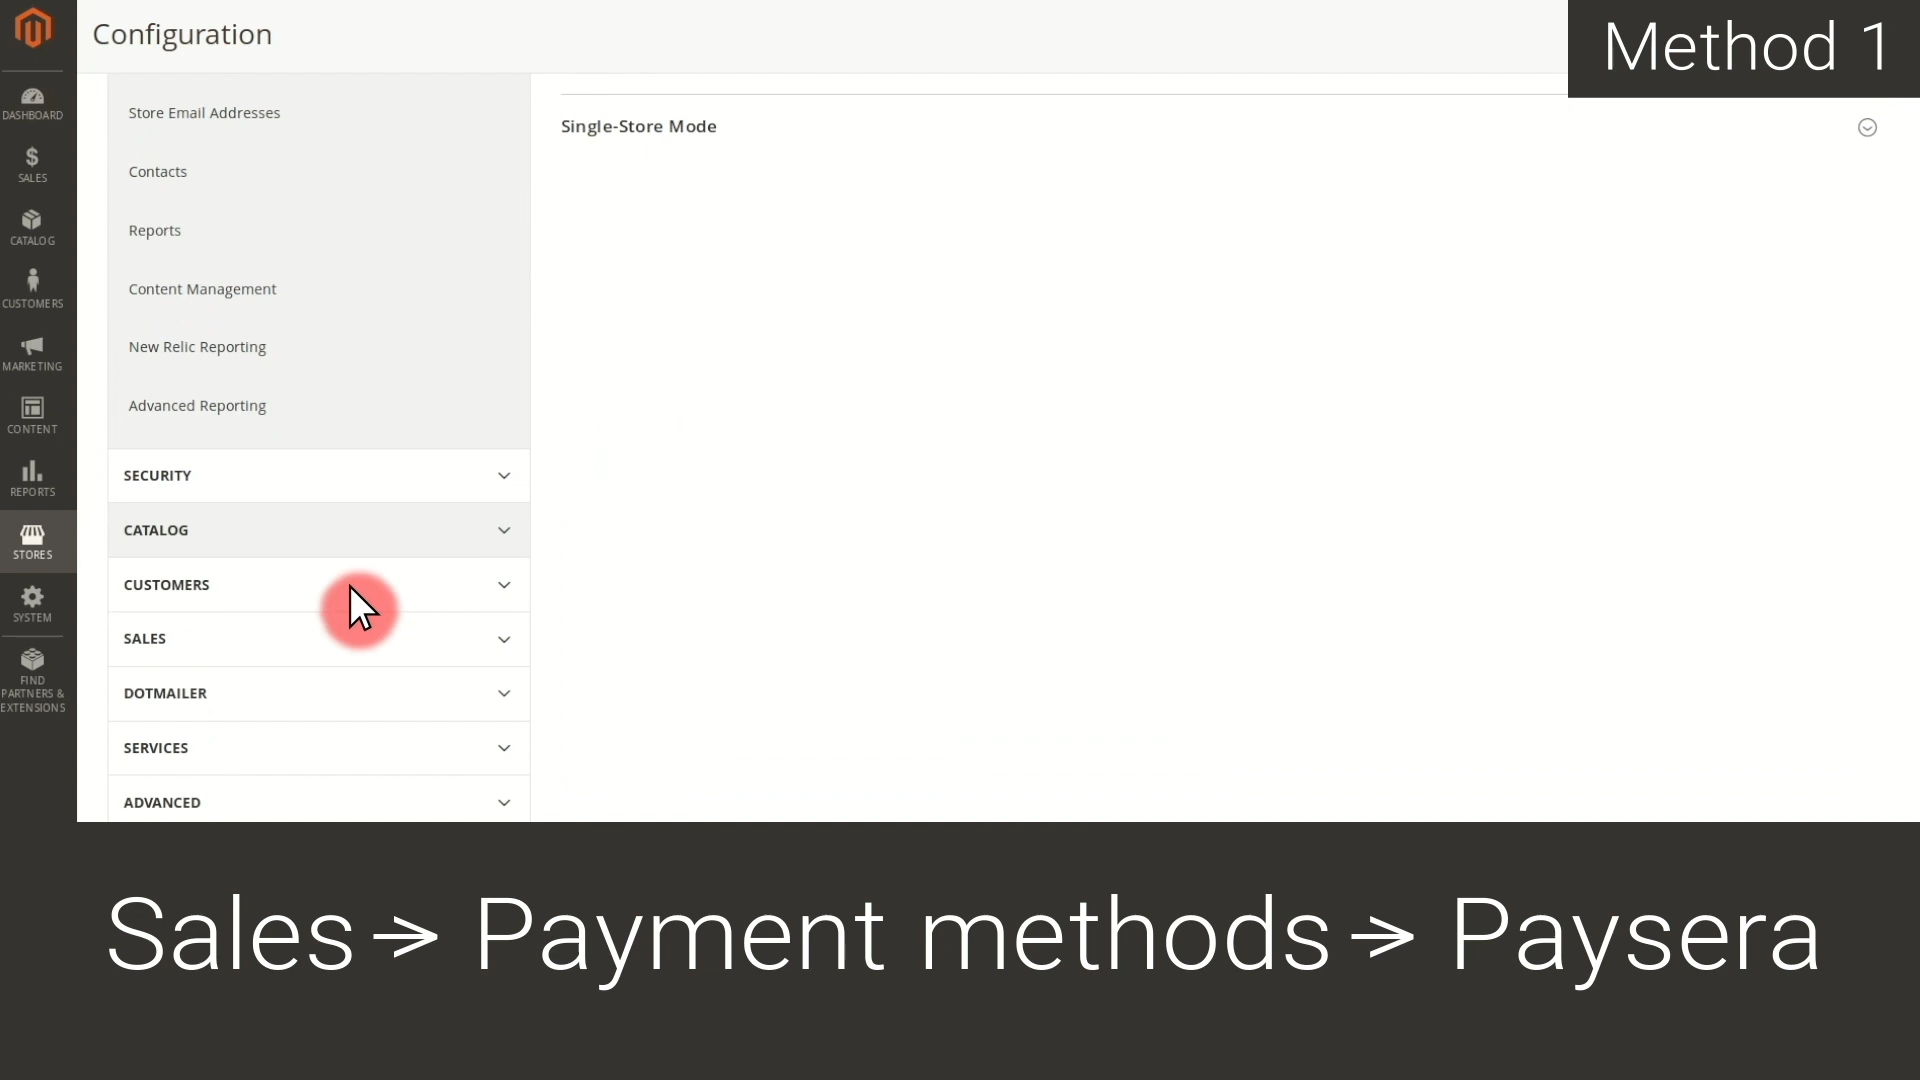 Configuration
Method 1
DASHBOARD
SALES
CATALOG
CUSTOMERS
MARKETING
CONTENT
REPORTS
STORES
SYSTEM
FIND
PARTNERS &
EXTENSIONS
Store Email Addresses
Contacts
Reports
Content Management
New Relic Reporting
Advanced Reporting
SECURITY
CATALOG
CUSTOMERS
SALES
DOTMAILER
SERVICES
ADVANCED
Single-Store Mode
Sales > Payment methods > Paysera